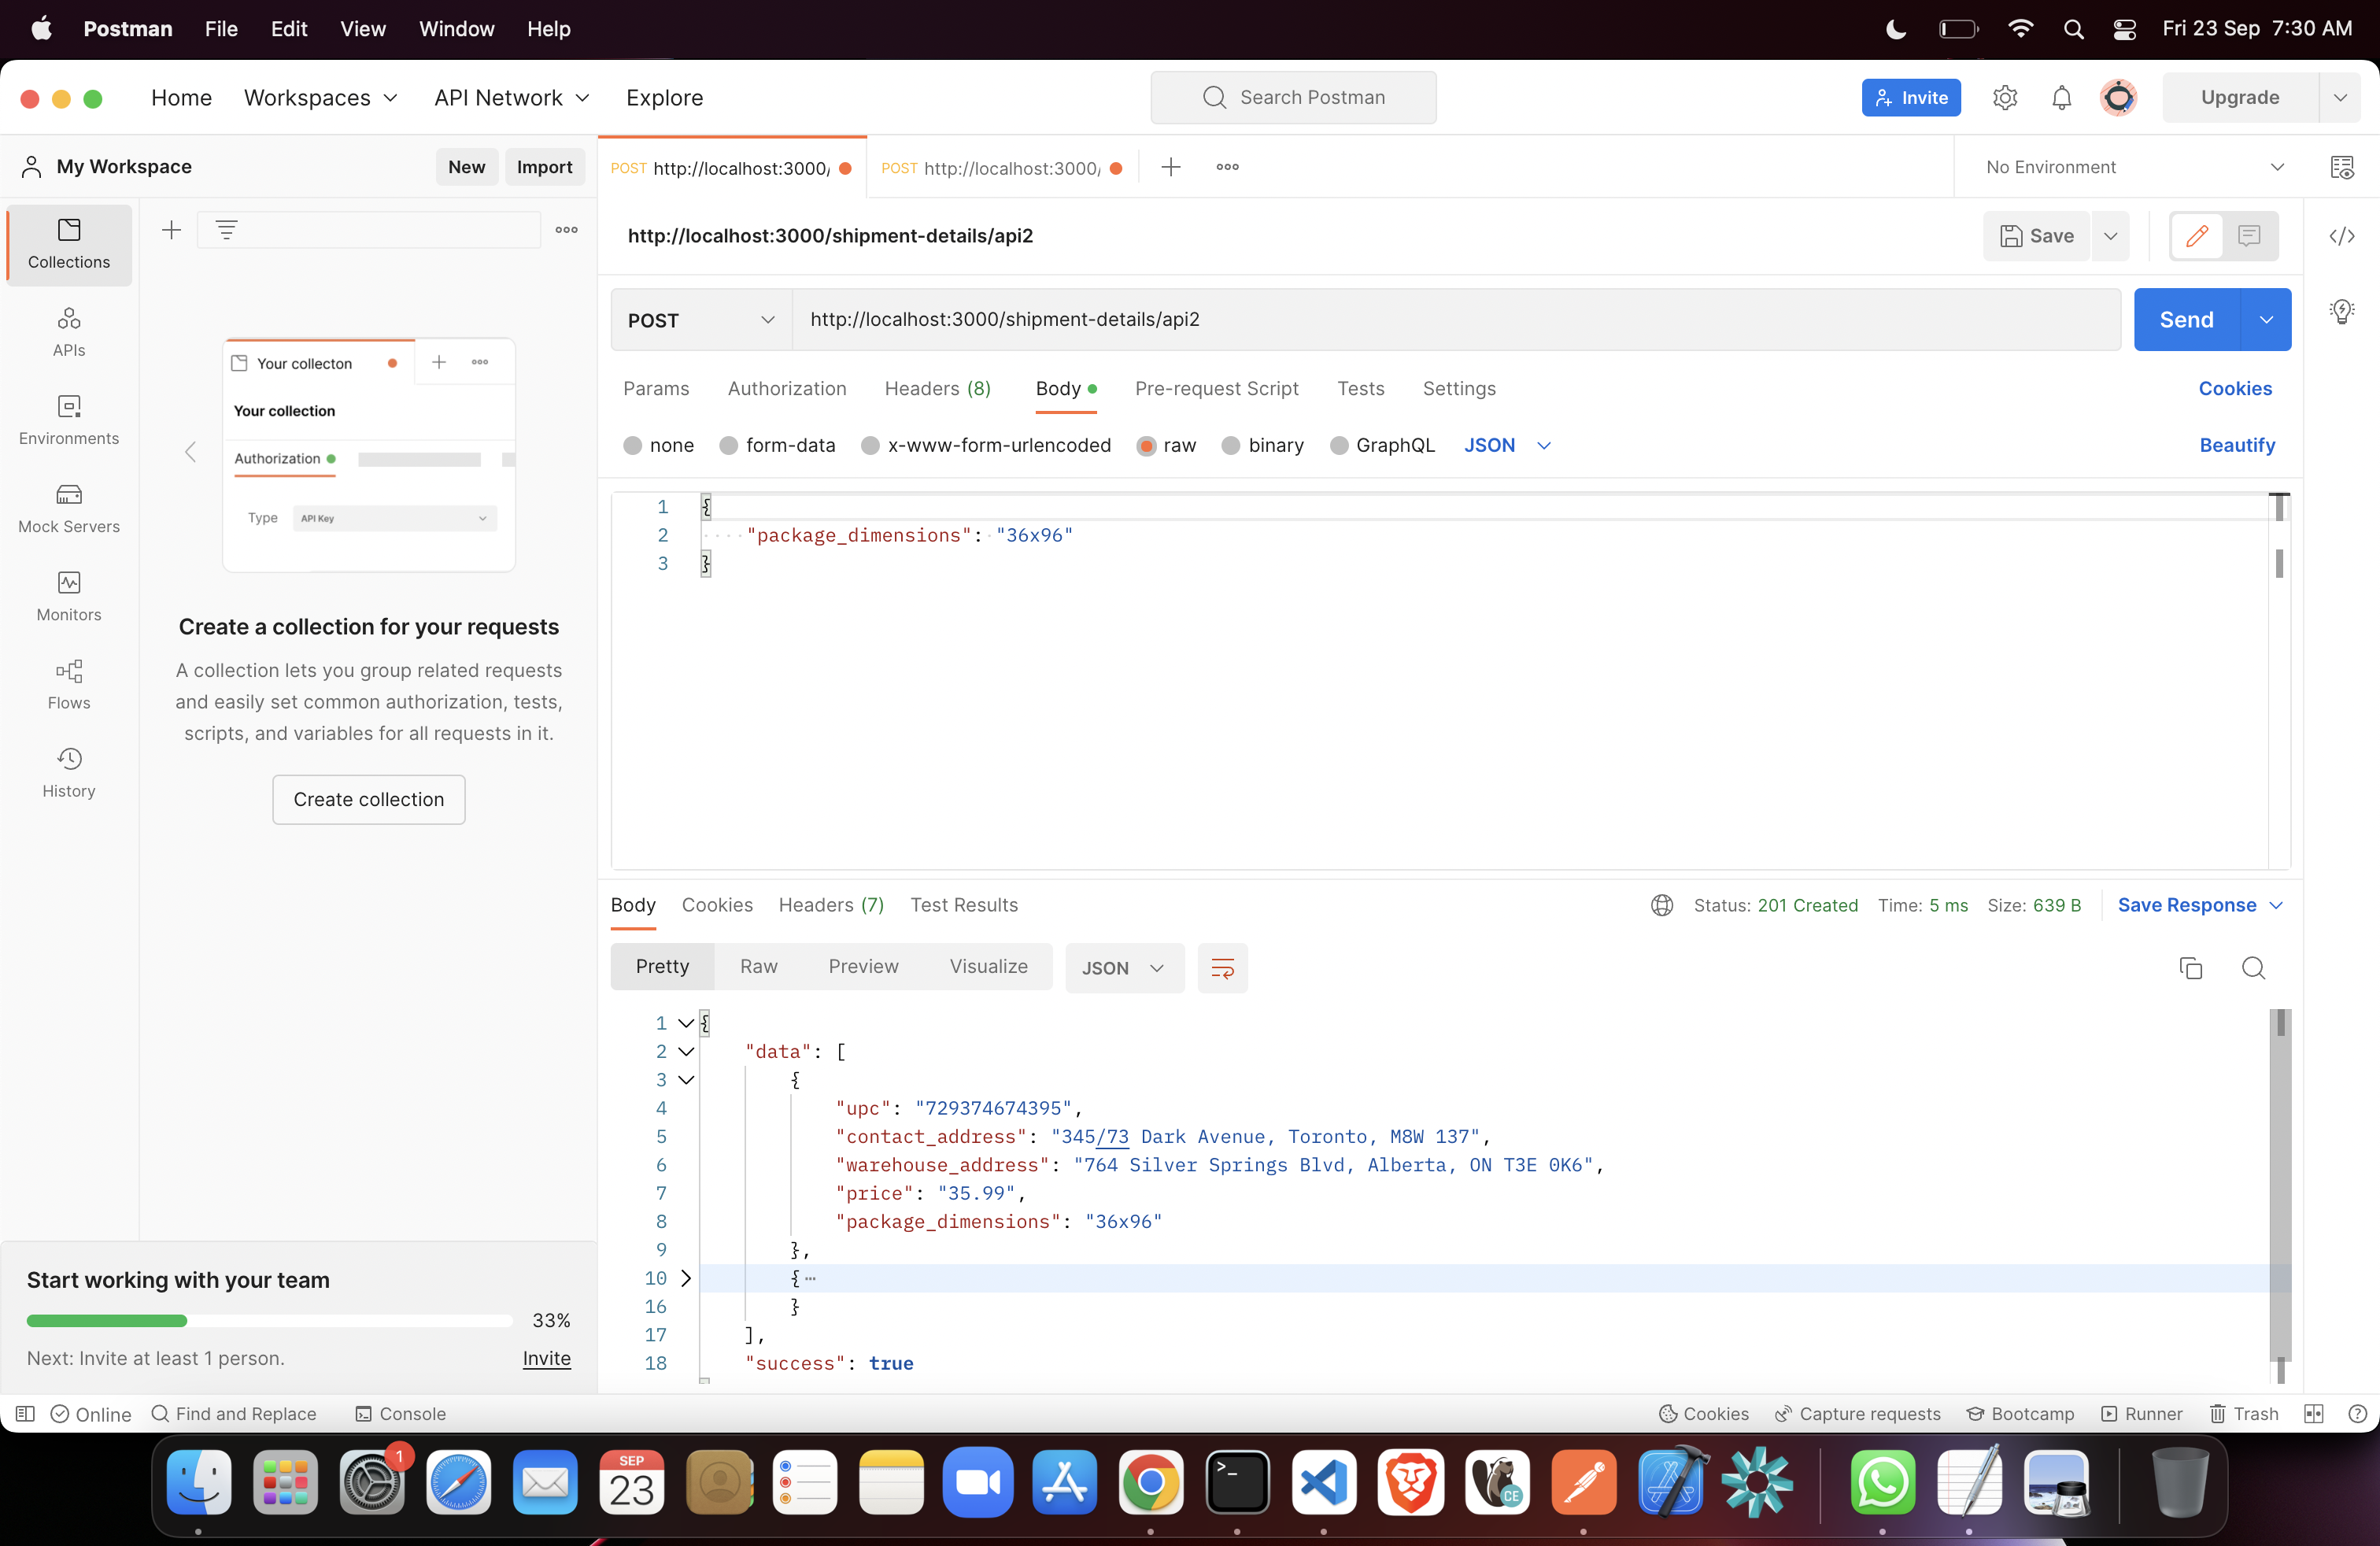 Postman File Edit View Window Help Fri 23 Sep 7:30 AM
Home Workspaces API Network Explore Search Postman Invite Upgrade
My Workspace New Import POST http://localhost:3000/ POST http://localhost:3000/ No Environment
Collections
APIs
Environments
Mock Servers
Monitors
Flows
History
Your collecton
Your collection
Authorization
Type API Key
Create a collection for your requests
A collection lets you group related requests
and easily set common authorization, tests,
scripts, and variables for all requests in it.
Create collection
Start working with your team
33%
Next: Invite at least 1 person. Invite
http://localhost:3000/shipment-details/api2 Save
POST http://localhost:3000/shipment-details/api2 Send
Params Authorization Headers (8) Body Pre-request Script Tests Settings Cookies
none form-data x-www-form-urlencoded raw binary GraphQL JSON Beautify
1 {
2 "package_dimensions": "36x96"
3 }
Body Cookies Headers (7) Test Results Status: 201 Created Time: 5 ms Size: 639 B Save Response
Pretty Raw Preview Visualize JSON
1 {
2 "data": [
3 {
4 "upc": "729374674395",
5 "contact_address": "345/73 Dark Avenue, Toronto, M8W 137",
6 "warehouse_address": "764 Silver Springs Blvd, Alberta, ON T3E 0K6",
7 "price": "35.99",
8 "package_dimensions": "36x96"
9 },
10 { ⋯
16 }
17 ],
18 "success": true
Online Find and Replace Console Cookies Capture requests Bootcamp Runner Trash
1
SEP
23
>_
CE